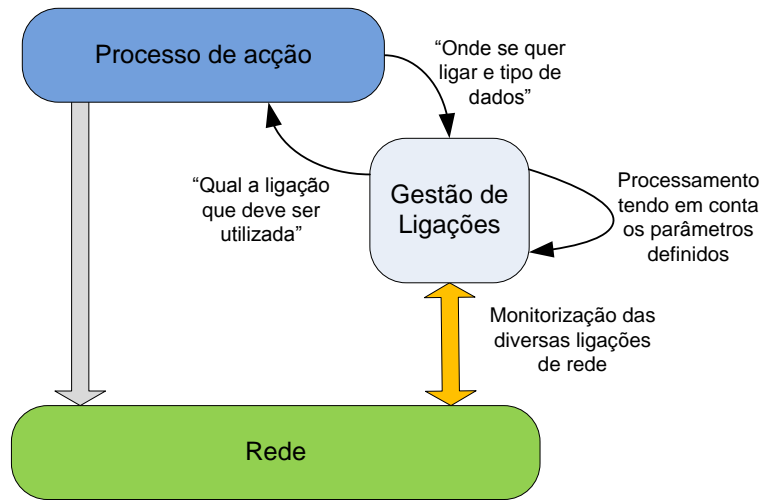 Processo de acção
“Onde se quer
ligar e tipo de
dados”
“Qual a ligação
que deve ser
utilizada”
Gestão de
Ligações
Processamento
tendo em conta
os parâmetros
definidos
Monitorização das
diversas ligações
de rede
Rede